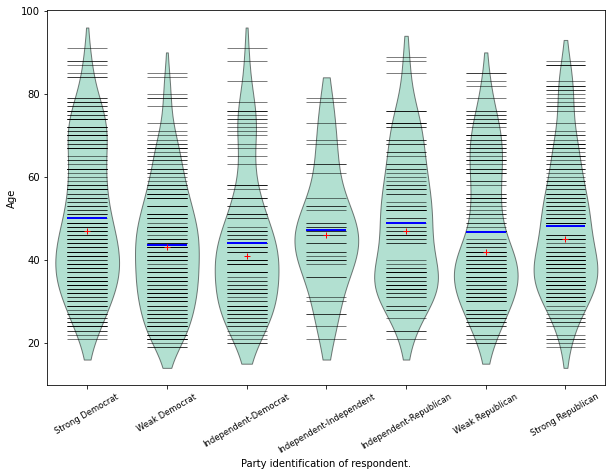 100
80
60
40
20
Age
Strong Democrat
Weak Democrat
Independent-Democrat
Independent-Independent
Independent-Republican
Weak Republican
Strong Republican
Party identification of respondent.